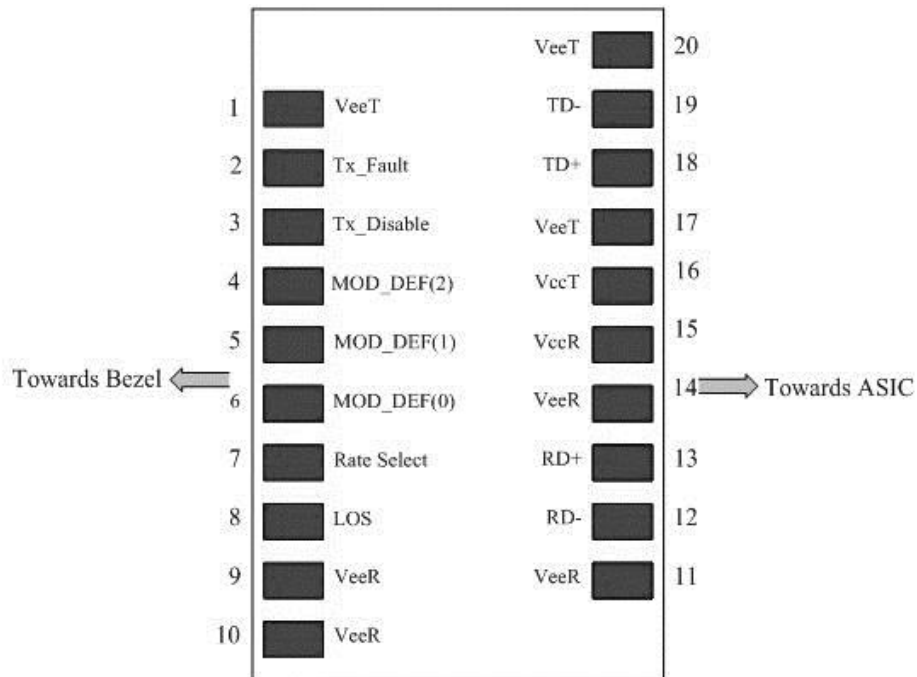 VeeT 20
1 VeeT TD- 19
2 Tx_Fault TD+ 18
3 Tx_Disable VeeT 17
4 MOD_DEF(2) VccT 16
5 MOD_DEF(1) VccR 15
Towards Bezel
6 MOD_DEF(0) VeeR 14
Towards ASIC
7 Rate Select RD+ 13
8 LOS RD- 12
9 VeeR VeeR 11
10 VeeR